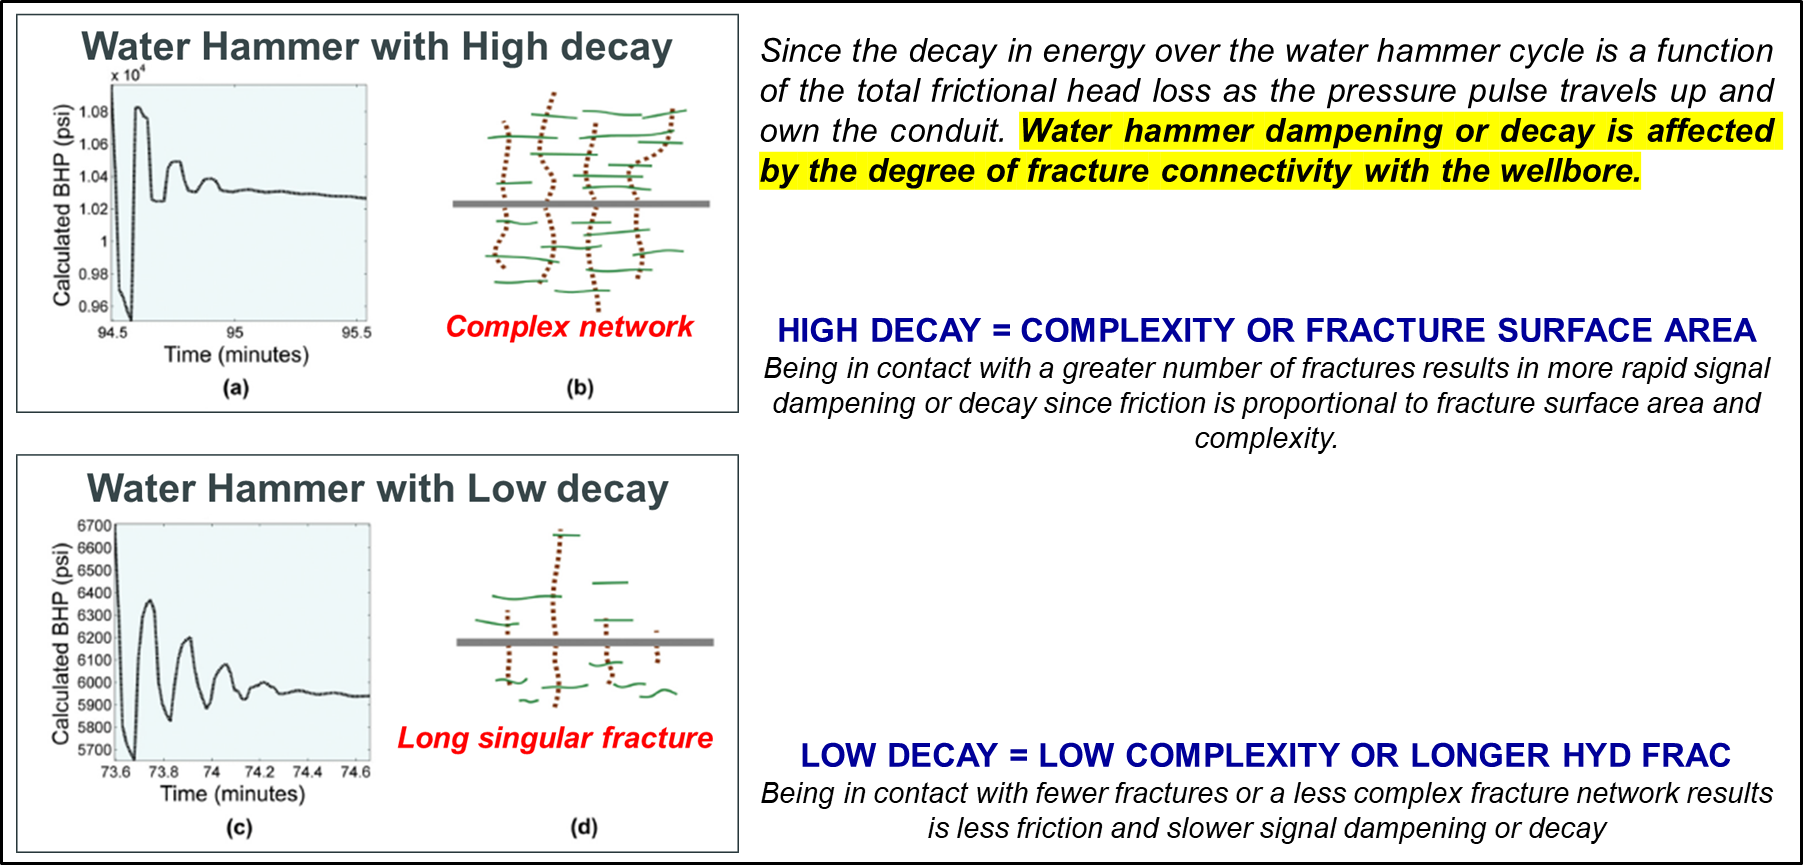 Water Hammer with High decay
x 10⁴
1.08
1.06
1.04
1.02
1
0.98
0.96
Calculated BHP (psi)
94.5 95 95.5
Time (minutes)
(a)
Complex network
(b)
Since the decay in energy over the water hammer cycle is a function
of the total frictional head loss as the pressure pulse travels up and
own the conduit. Water hammer dampening or decay is affected
by the degree of fracture connectivity with the wellbore.
HIGH DECAY = COMPLEXITY OR FRACTURE SURFACE AREA
Being in contact with a greater number of fractures results in more rapid signal
dampening or decay since friction is proportional to fracture surface area and
complexity.
Water Hammer with Low decay
6700
6600
6500
6400
6300
6200
6100
6000
5900
5800
5700
Calculated BHP (psi)
73.6 73.8 74 74.2 74.4 74.6
Time (minutes)
(c)
Long singular fracture
(d)
LOW DECAY = LOW COMPLEXITY OR LONGER HYD FRAC
Being in contact with fewer fractures or a less complex fracture network results
is less friction and slower signal dampening or decay